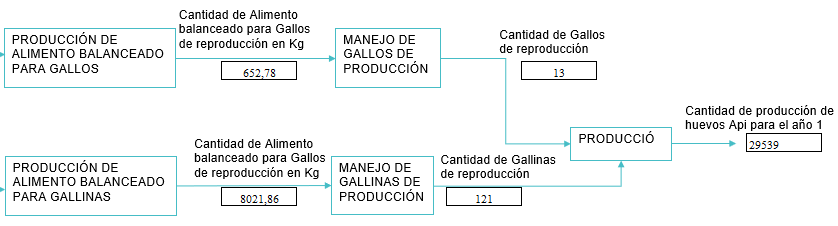 Cantidad de Alimento
balanceado para Gallos
de reproducción en Kg
652,78
PRODUCCIÓN DE
ALIMENTO BALANCEADO
PARA GALLOS
MANEJO DE
GALLOS DE
PRODUCCIÓN
Cantidad de Gallos
de reproducción
13
Cantidad de Alimento
balanceado para Gallos
de reproducción en Kg
8021,86
PRODUCCIÓN DE
ALIMENTO BALANCEADO
PARA GALLINAS
MANEJO DE
GALLINAS DE
PRODUCCIÓN
Cantidad de Gallinas
de reproducción
121
PRODUCCIÓ
Cantidad de producción de
huevos Api para el año 1
29539